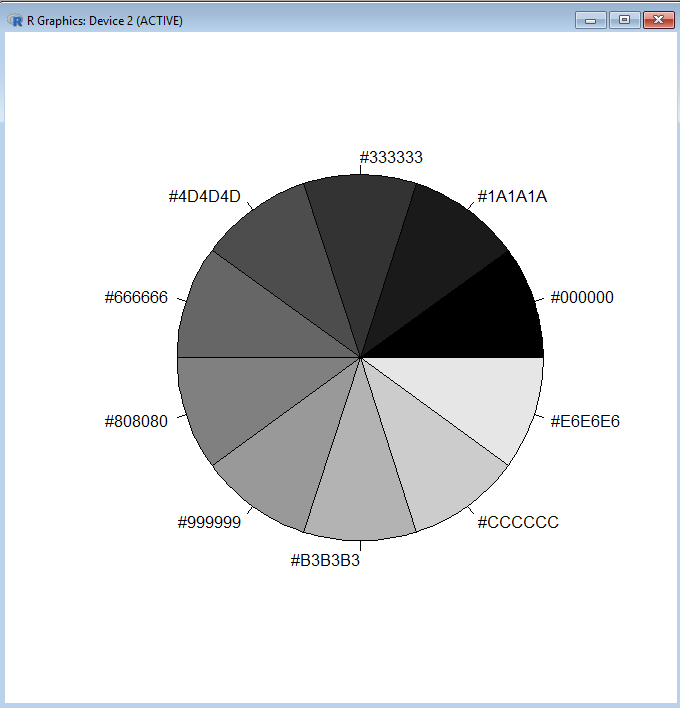 R Graphics: Device 2 (ACTIVE)
#333333
#4D4D4D
#1A1A1A
#666666
#000000
#808080
#E6E6E6
#999999
#CCCCCC
#B3B3B3